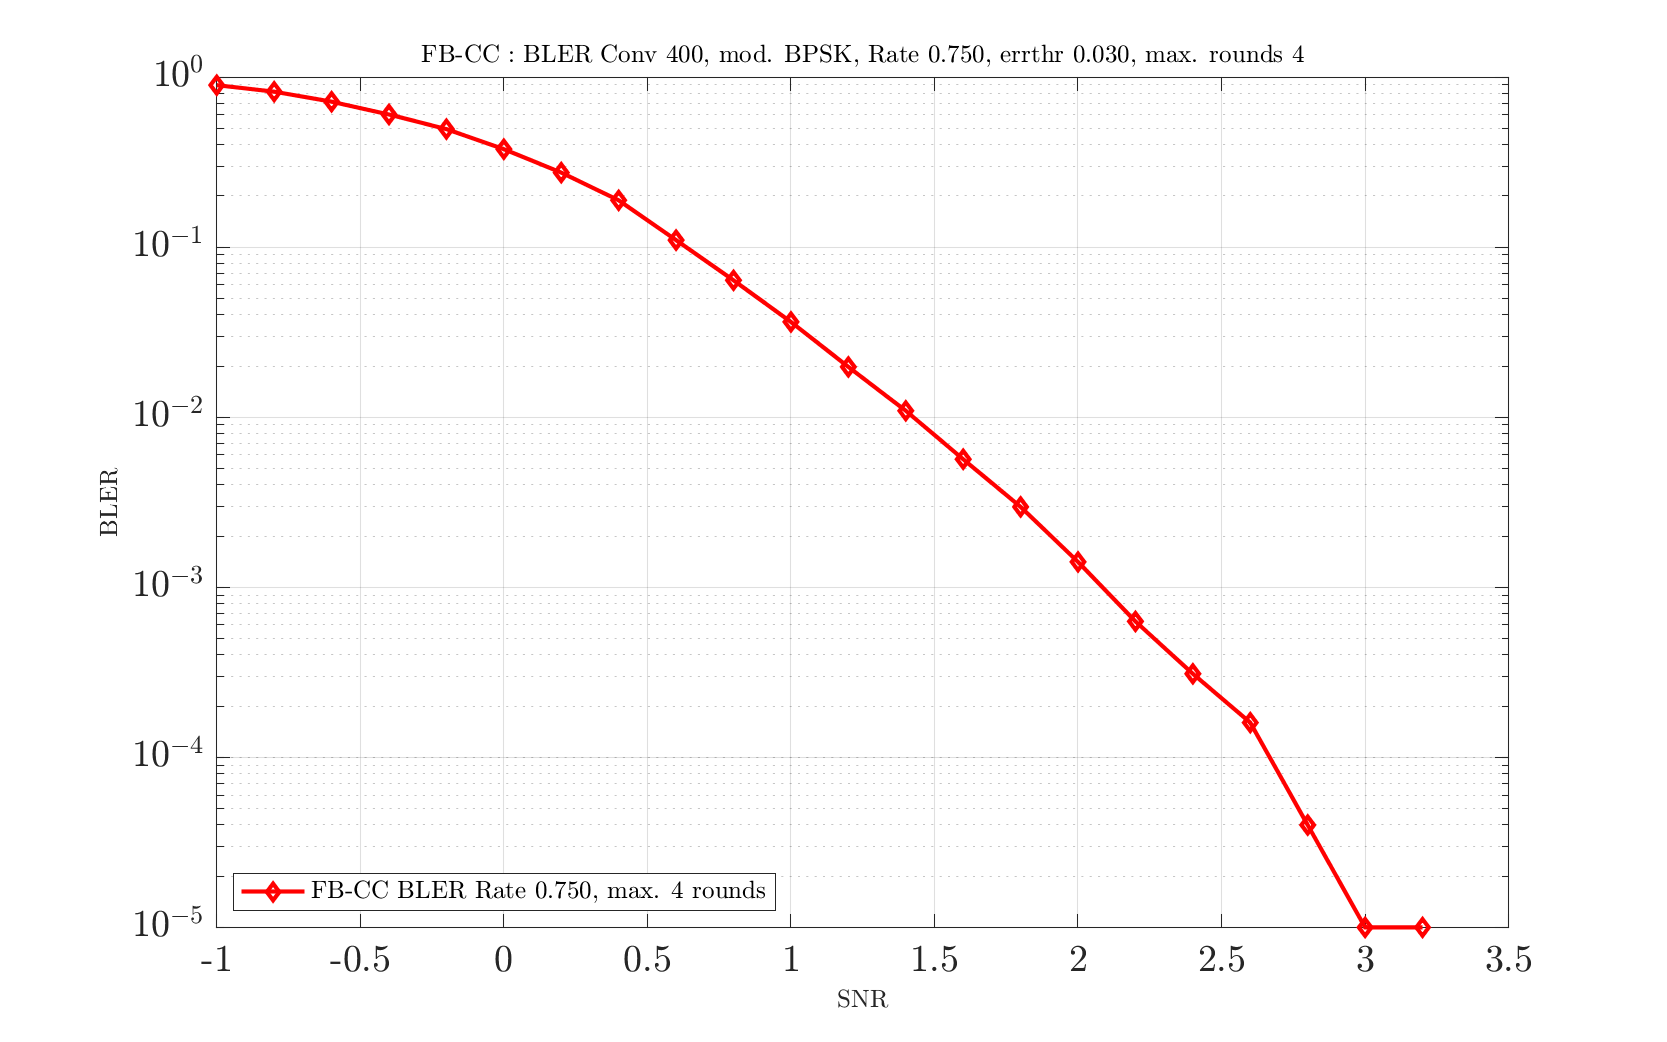 FB-CC : BLER Conv 400, mod. BPSK, Rate 0.750, errthr 0.030, max. rounds 4
10^0
10^-1
10^-2
10^-3
10^-4
10^-5
BLER
FB-CC BLER Rate 0.750, max. 4 rounds
-1 -0.5 0 0.5 1 1.5 2 2.5 3 3.5
SNR